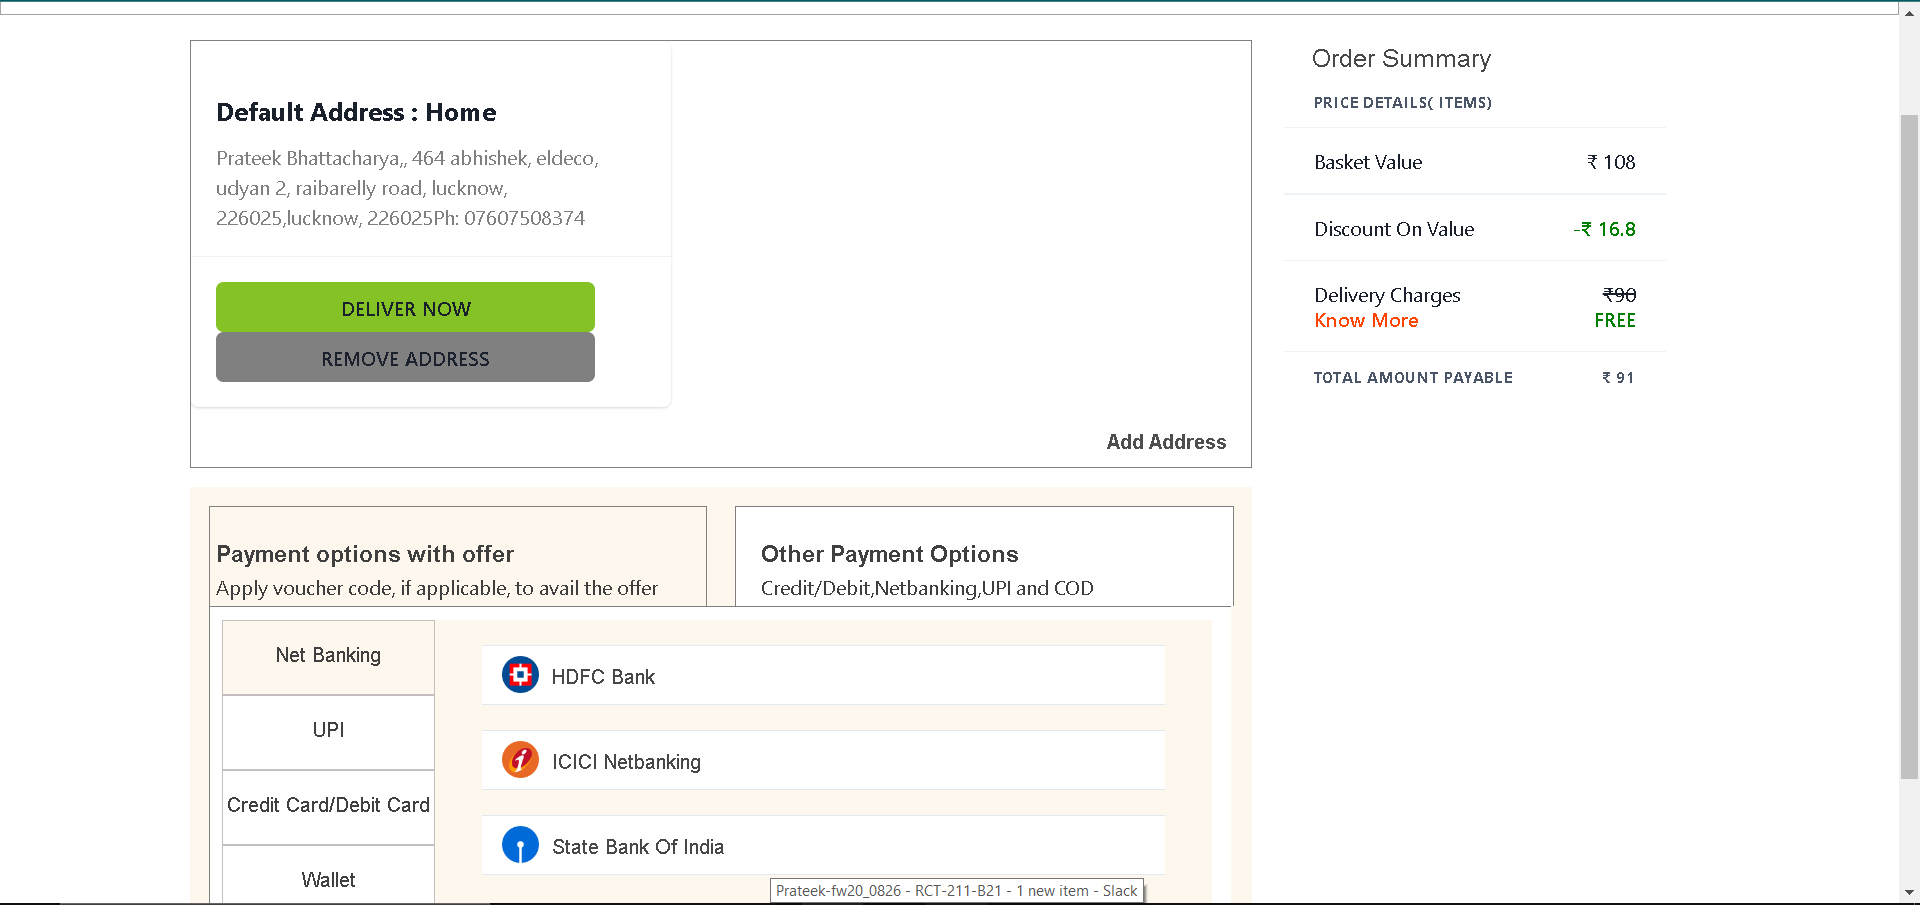 Default Address : Home
Prateek Bhattacharya,, 464 abhishek, eldeco,
udyan 2, raibarelly road, lucknow,
226025,lucknow, 226025Ph: 07607508374
DELIVER NOW
REMOVE ADDRESS
Add Address
Order Summary
PRICE DETAILS( ITEMS)
Basket Value ₹ 108
Discount On Value -₹ 16.8
Delivery Charges ₹90
Know More FREE
TOTAL AMOUNT PAYABLE ₹ 91
Payment options with offer
Apply voucher code, if applicable, to avail the offer
Other Payment Options
Credit/Debit,Netbanking,UPI and COD
Net Banking
UPI
Credit Card/Debit Card
Wallet
HDFC Bank
ICICI Netbanking
State Bank Of India
Prateek-fw20_0826 - RCT-211-B21 - 1 new item - Slack